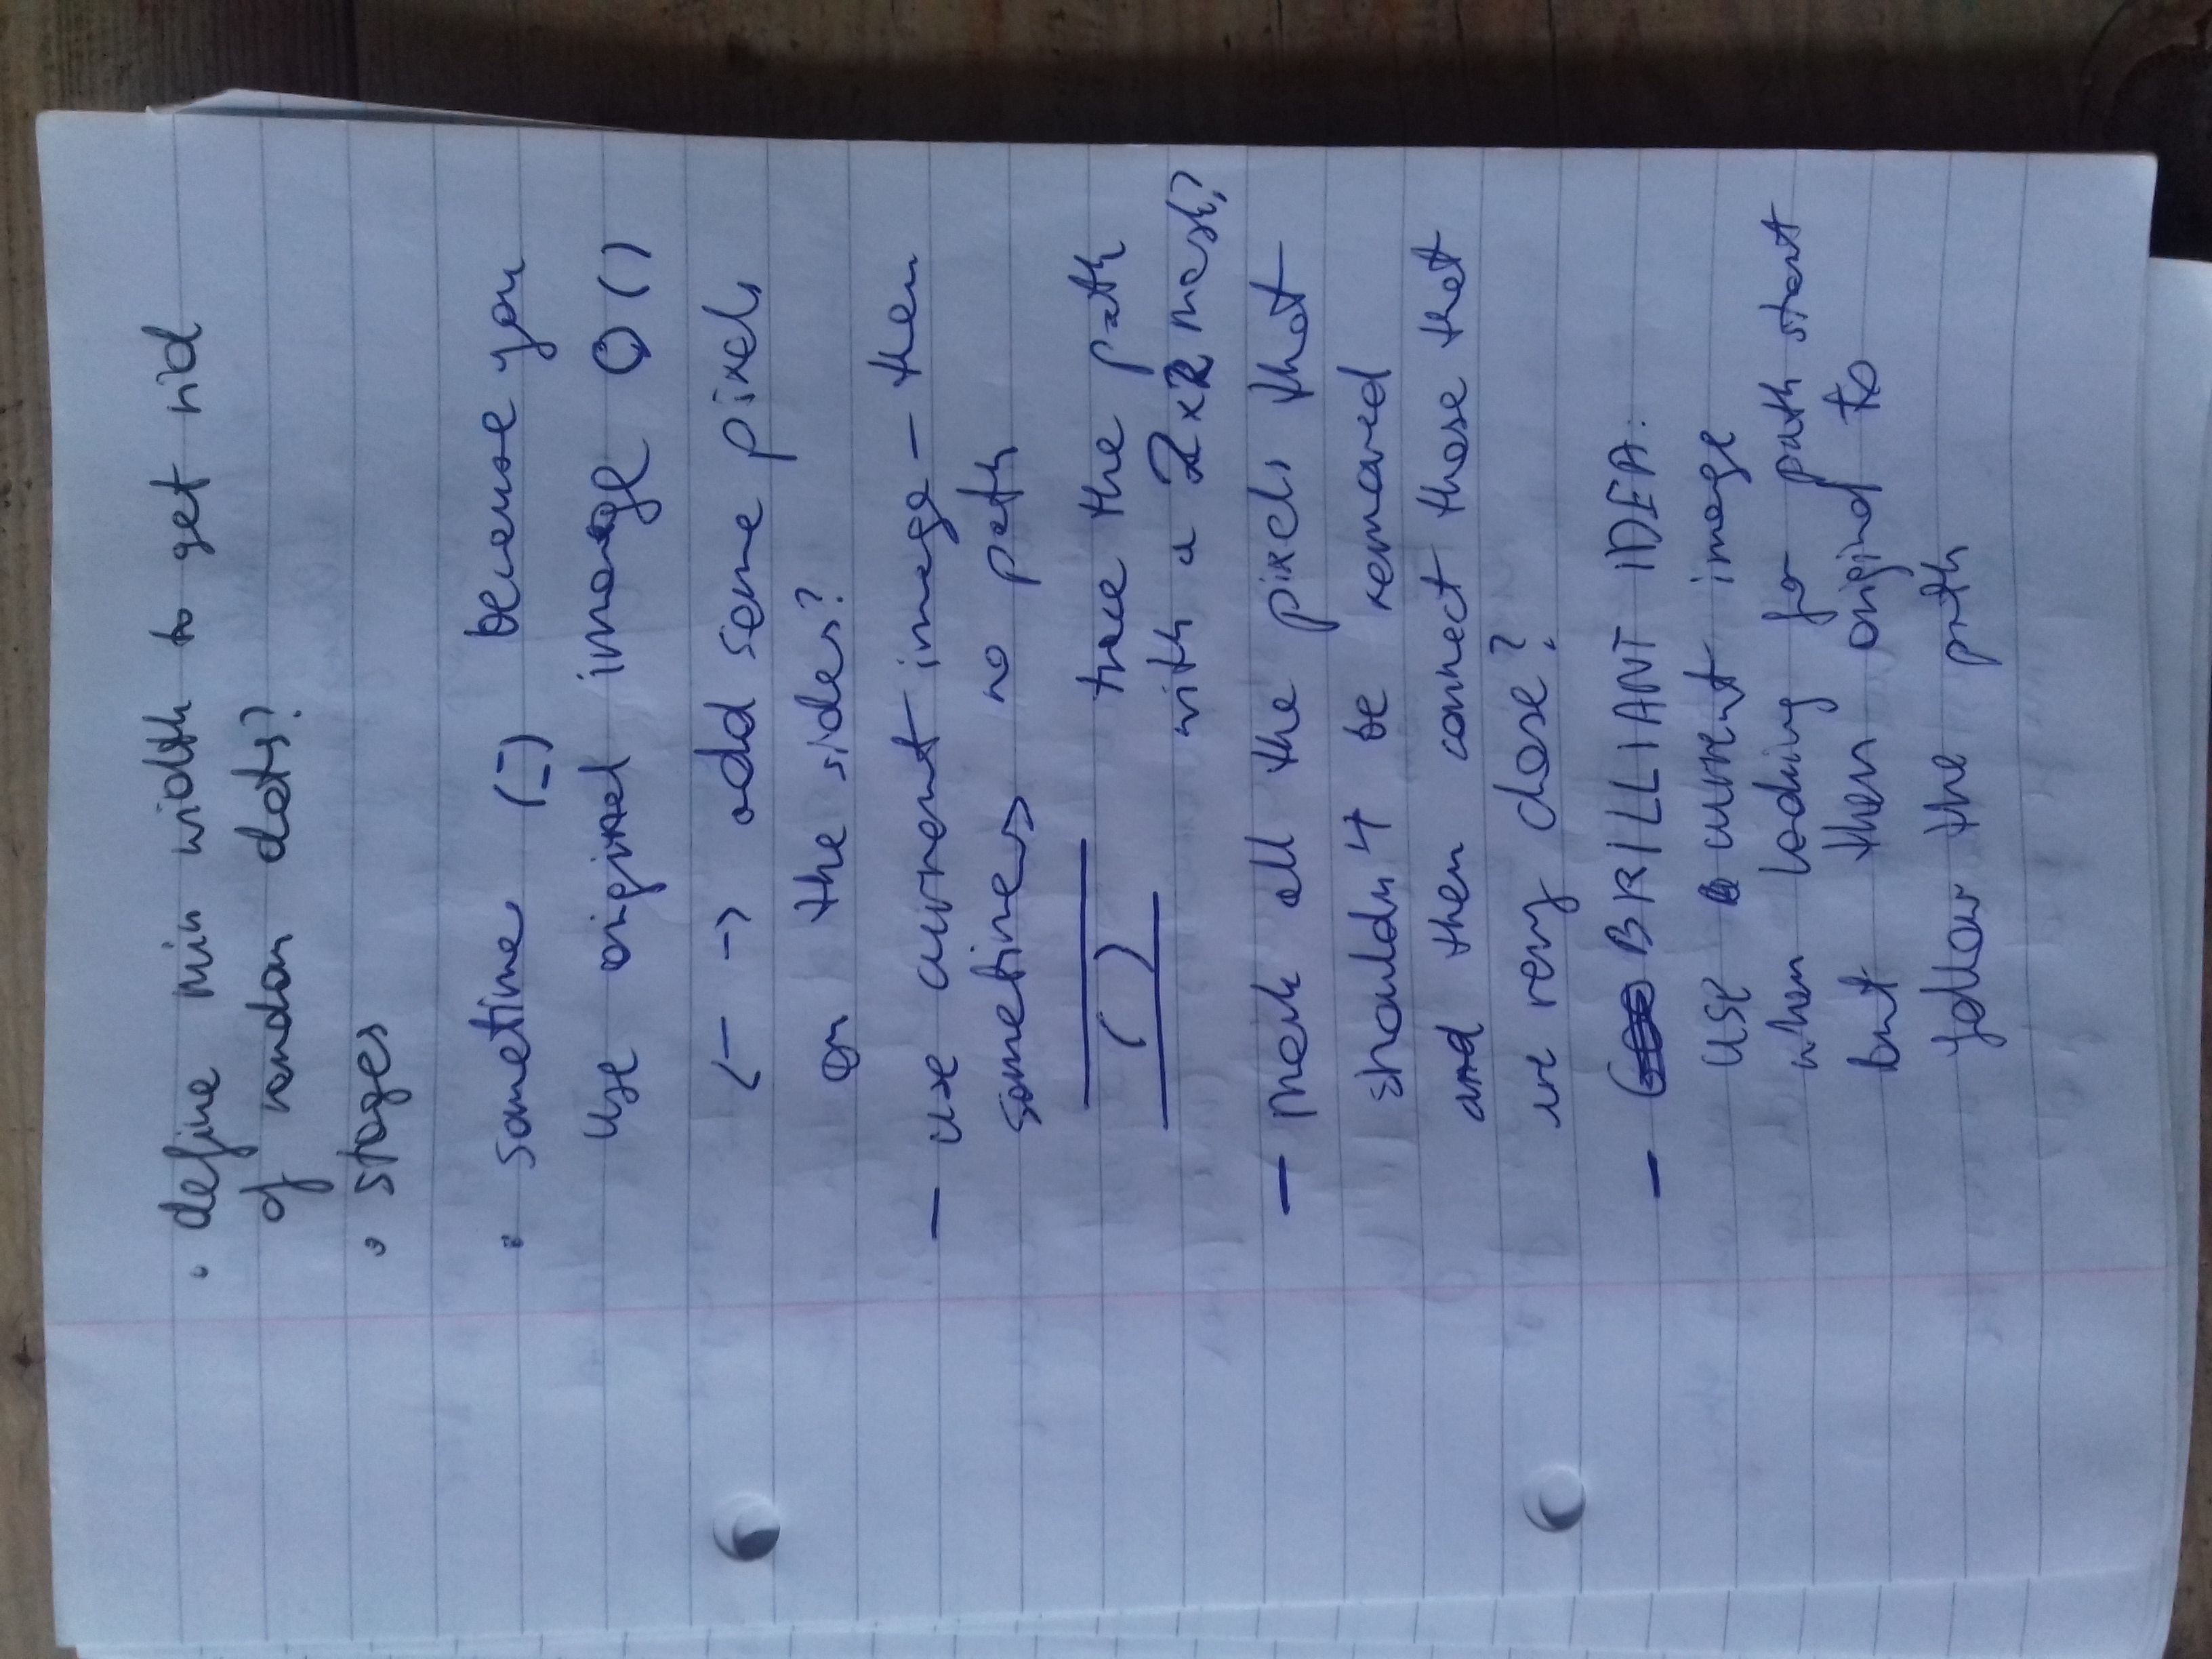 • define min width to get rid
of random dots?
• stages
• sometimes (=) because you
use original image O ()
<- -> add some pixels
on the sides?
- use current image - then
sometimes no path
( ) trace the path
with a 2x2 mask?
- mark all the pixels that
shouldn't be removed
and then connect those that
are very close?
- BRILLIANT IDEA:
use current image
when looking for path start
but then original to
follow the path